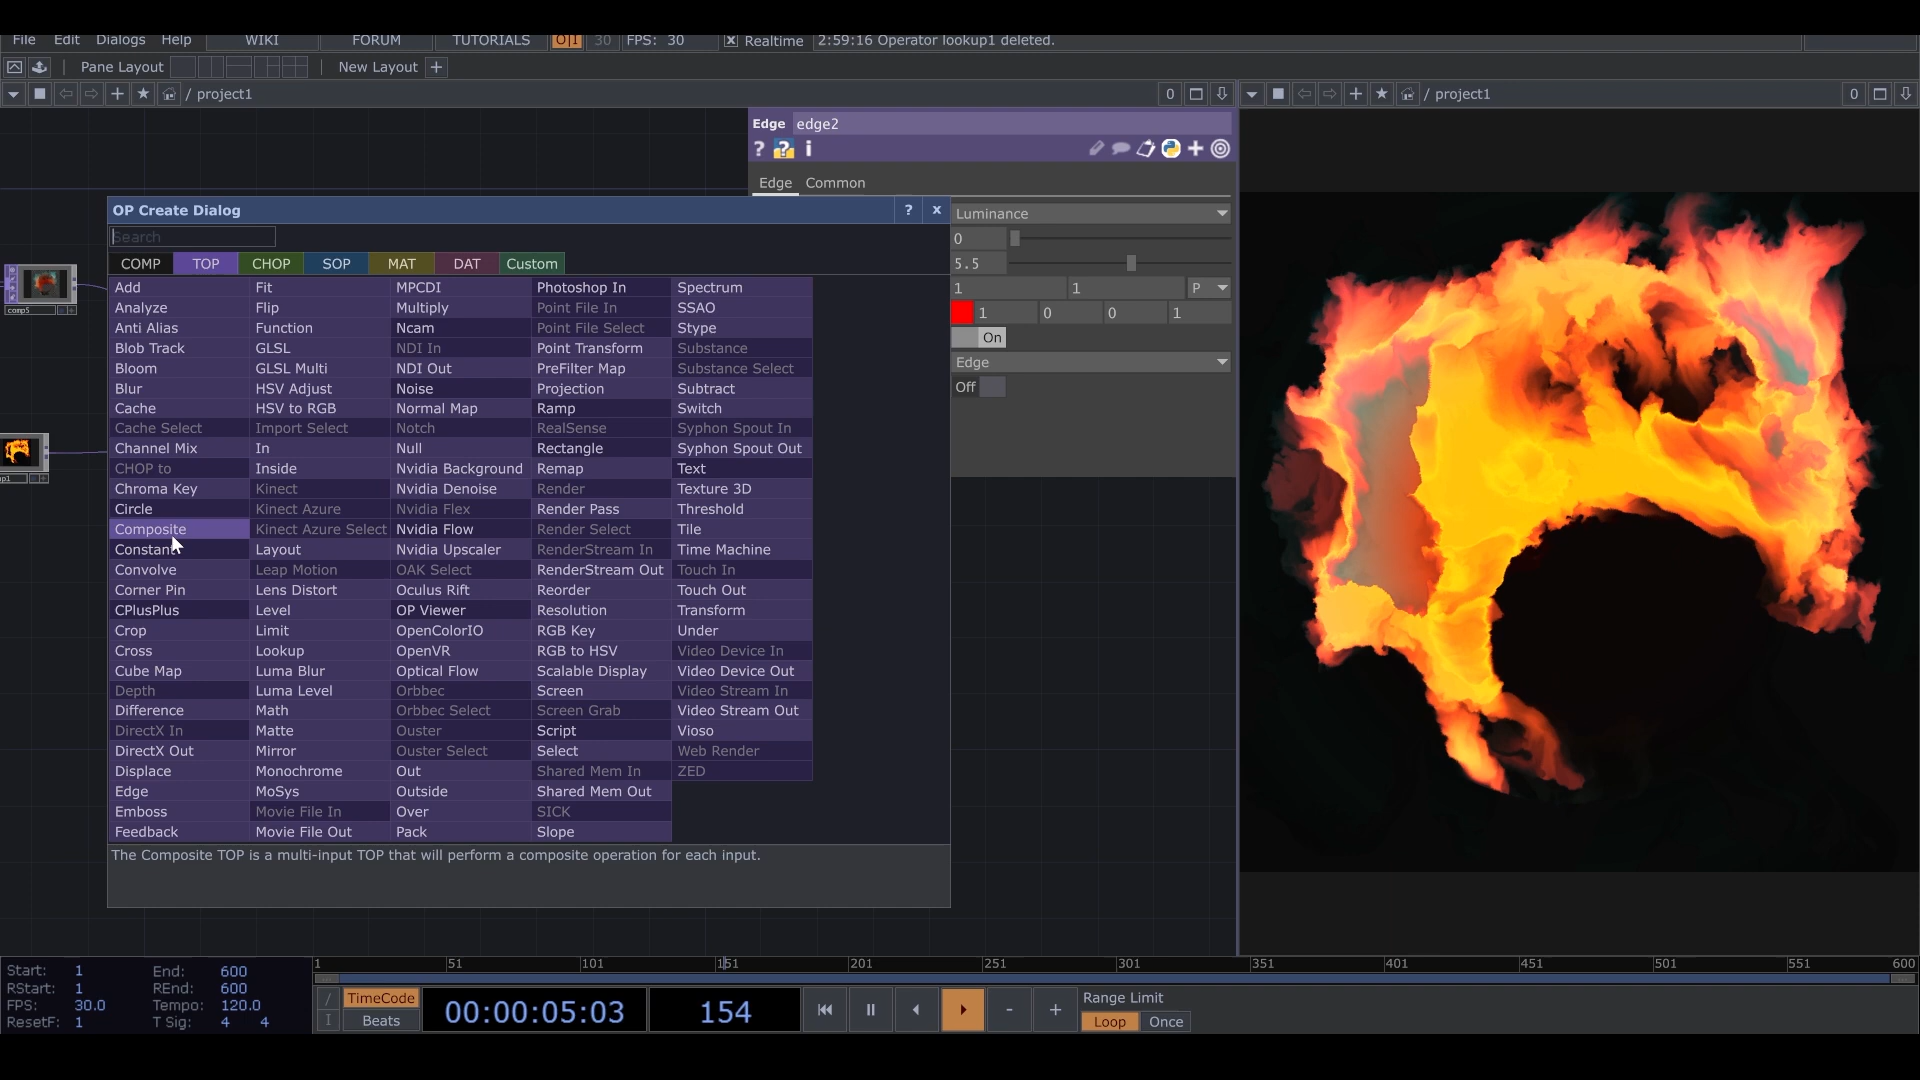 File Edit Dialogs Help WIKI FORUM TUTORIALS O|I 30 FPS: 30 Realtime 2:59:16 Operator lookup1 deleted.
Pane Layout New Layout
/ project1 0 / project1 0
Edge edge2
Edge Common
OP Create Dialog ? x
Search
COMP TOP CHOP SOP MAT DAT Custom
Luminance
0
5.5
1 1 P
1 0 0 1
On
Edge
Off
comp5
Add Fit MPCDI Photoshop In Spectrum
Analyze Flip Multiply Point File In SSAO
Anti Alias Function Ncam Point File Select Stype
Blob Track GLSL NDI In Point Transform Substance
Bloom GLSL Multi NDI Out PreFilter Map Substance Select
Blur HSV Adjust Noise Projection Subtract
Cache HSV to RGB Normal Map Ramp Switch
Cache Select Import Select Notch RealSense Syphon Spout In
Channel Mix In Null Rectangle Syphon Spout Out
CHOP to Inside Nvidia Background Remap Text
Chroma Key Kinect Nvidia Denoise Render Texture 3D
Circle Kinect Azure Nvidia Flex Render Pass Threshold
Composite Kinect Azure Select Nvidia Flow Render Select Tile
Constant Layout Nvidia Upscaler RenderStream In Time Machine
Convolve Leap Motion OAK Select RenderStream Out Touch In
Corner Pin Lens Distort Oculus Rift Reorder Touch Out
CPlusPlus Level OP Viewer Resolution Transform
Crop Limit OpenColorIO RGB Key Under
Cross Lookup OpenVR RGB to HSV Video Device In
Cube Map Luma Blur Optical Flow Scalable Display Video Device Out
Depth Luma Level Orbbec Screen Video Stream In
Difference Math Orbbec Select Screen Grab Video Stream Out
DirectX In Matte Ouster Script Vioso
DirectX Out Mirror Ouster Select Select Web Render
Displace Monochrome Out Shared Mem In ZED
Edge MoSys Outside Shared Mem Out
Emboss Movie File In Over SICK
Feedback Movie File Out Pack Slope
The Composite TOP is a multi-input TOP that will perform a composite operation for each input.
1 51 101 151 201 251 301 351 401 451 501 551 600
Start: 1 End: 600
RStart: 1 REnd: 600
FPS: 30.0 Tempo: 120.0
ResetF: 1 T Sig: 4 4
TimeCode
Beats
00:00:05:03 154
Range Limit
Loop Once